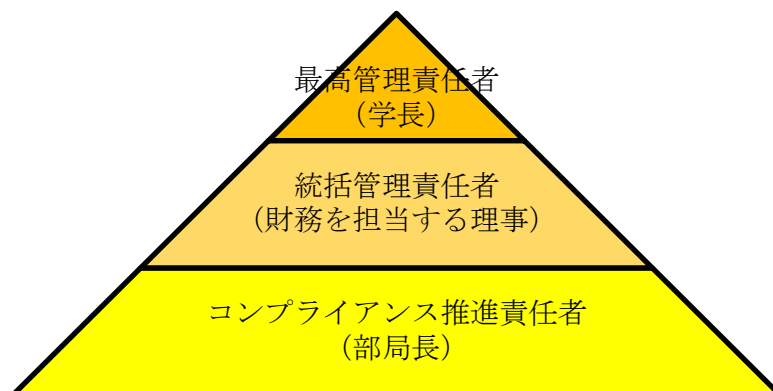 最高管理責任者
（学長）
統括管理責任者
（財務を担当する理事）
コンプライアンス推進責任者
（部局長）